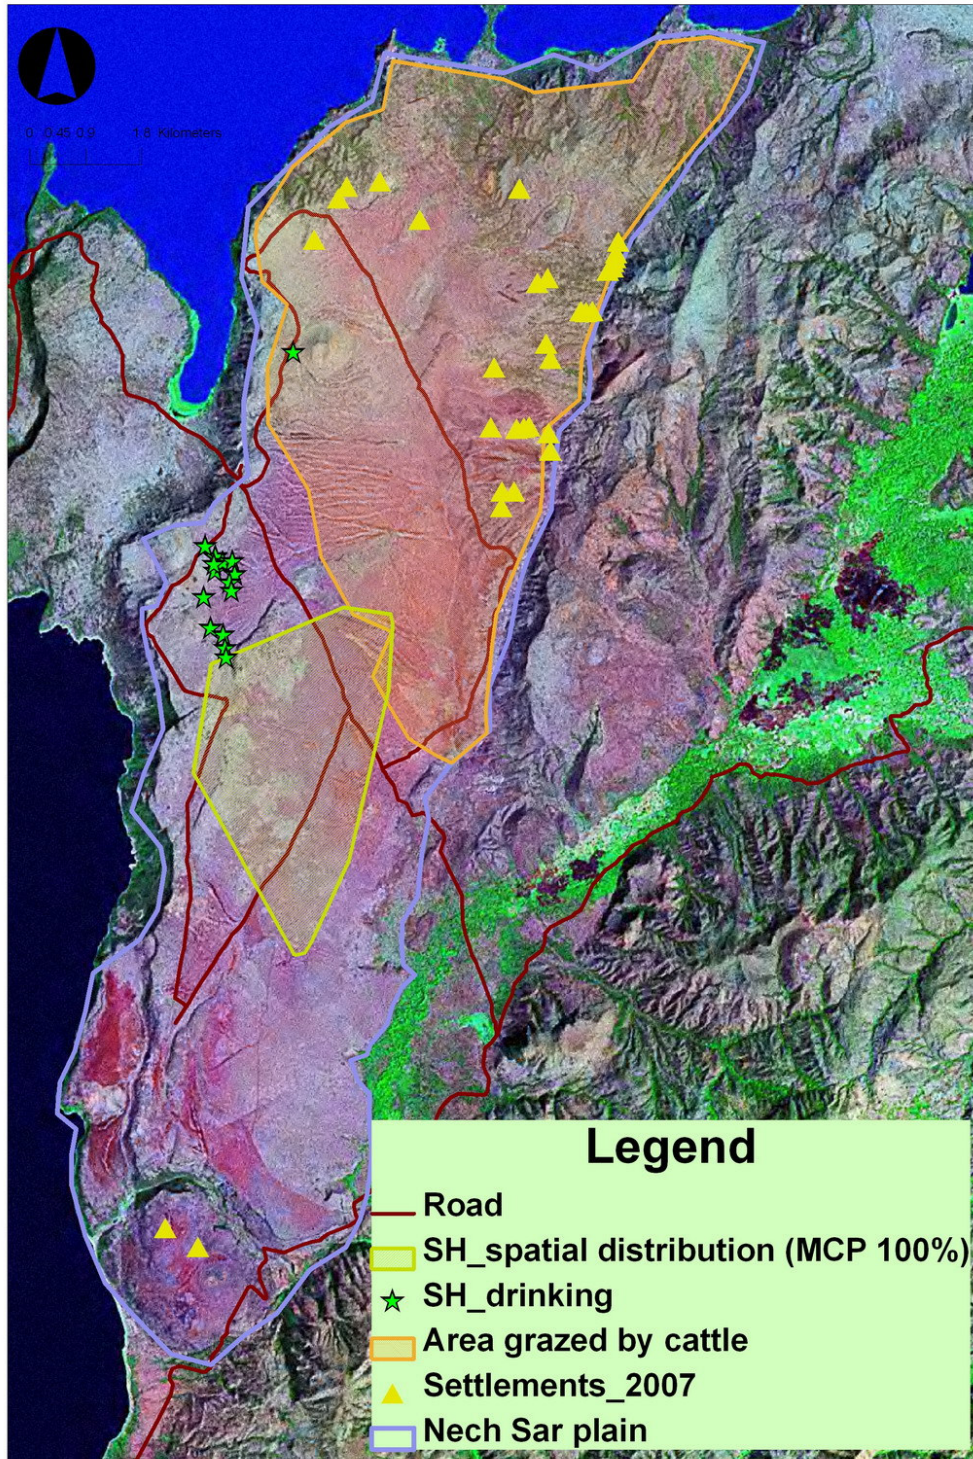 0 0.45 0.9 1.8 Kilometers
Legend
Road
SH_spatial distribution (MCP 100%)
SH_drinking
Area grazed by cattle
Settlements_2007
Nech Sar plain